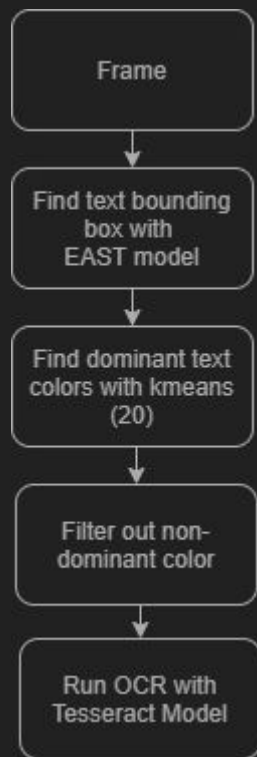 Frame
Find text bounding
box with
EAST model
Find dominant text
colors with kmeans
(20)
Filter out non-
dominant color
Run OCR with
Tesseract Model